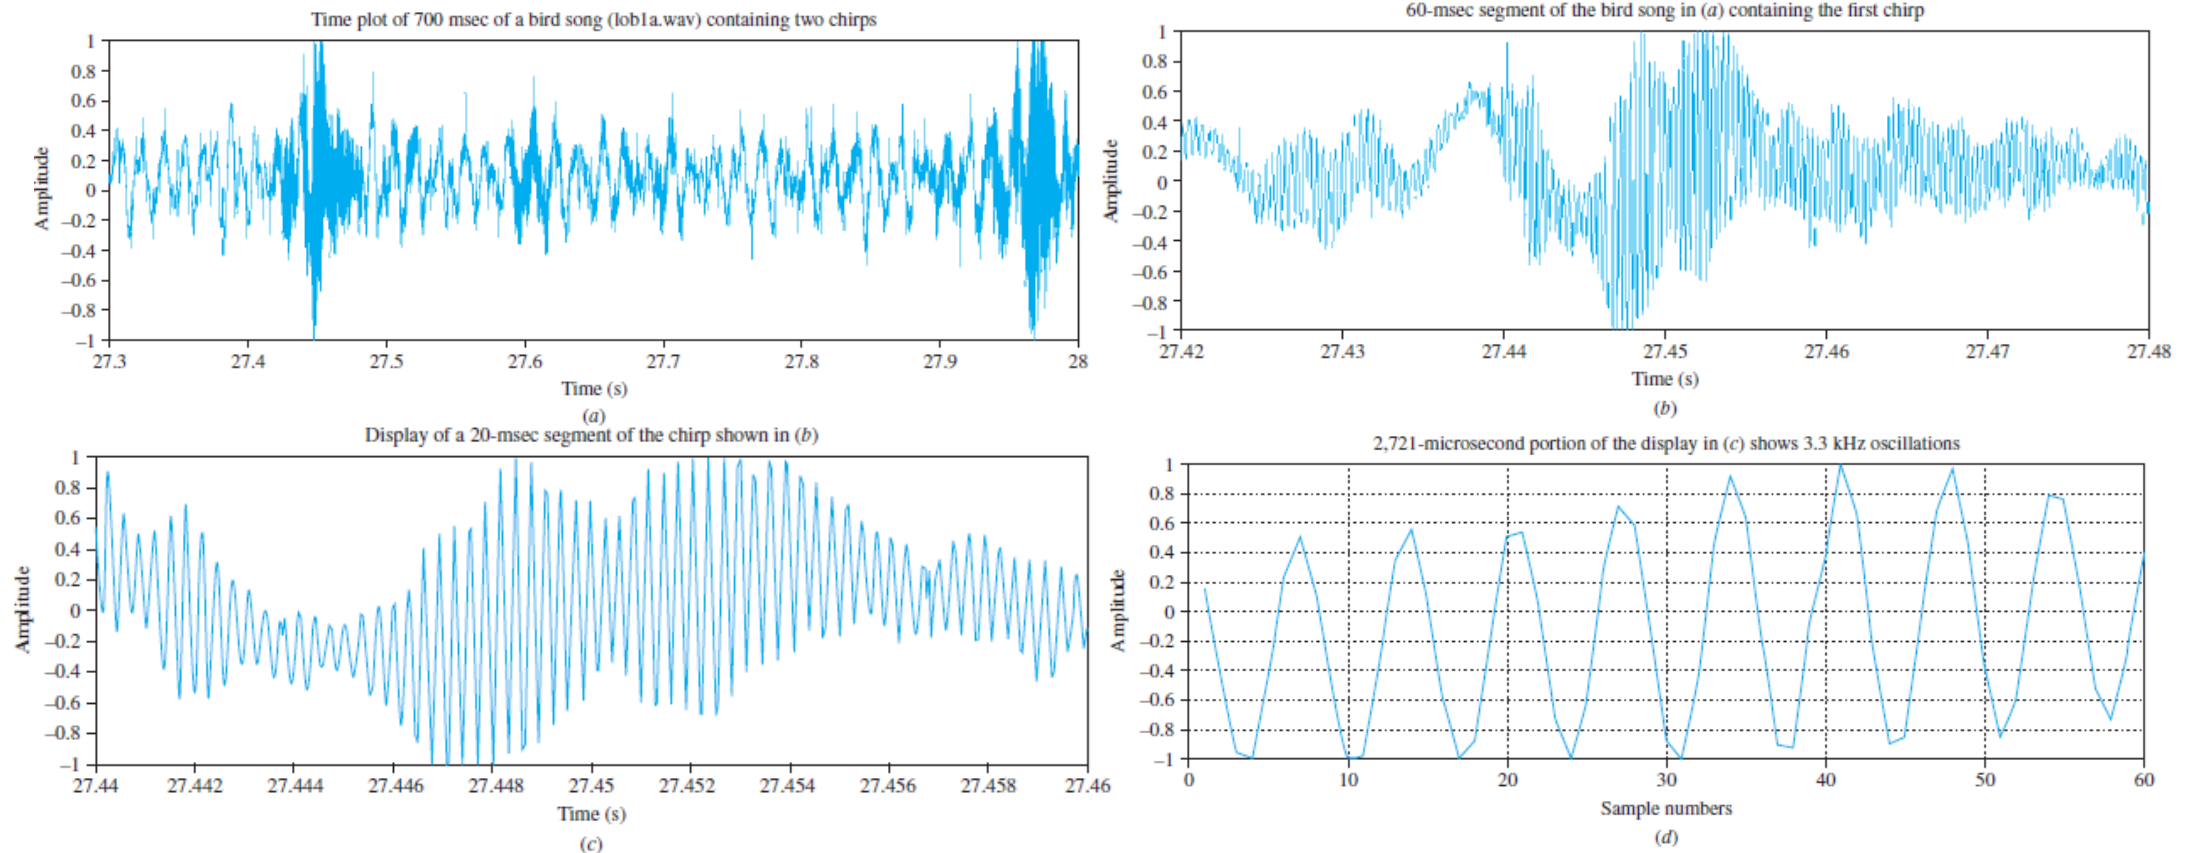 Time plot of 700 msec of a bird song (lob1a.wav) containing two chirps
1
0.8
0.6
0.4
0.2
0
–0.2
–0.4
–0.6
–0.8
–1
Amplitude
27.3 27.4 27.5 27.6 27.7 27.8 27.9 28
Time (s)
(a)
60-msec segment of the bird song in (a) containing the first chirp
1
0.8
0.6
0.4
0.2
0
–0.2
–0.4
–0.6
–0.8
–1
Amplitude
27.42 27.43 27.44 27.45 27.46 27.47 27.48
Time (s)
(b)
Display of a 20-msec segment of the chirp shown in (b)
1
0.8
0.6
0.4
0.2
0
–0.2
–0.4
–0.6
–0.8
–1
Amplitude
27.44 27.442 27.444 27.446 27.448 27.45 27.452 27.454 27.456 27.458 27.46
Time (s)
(c)
2,721-microsecond portion of the display in (c) shows 3.3 kHz oscillations
1
0.8
0.6
0.4
0.2
0
–0.2
–0.4
–0.6
–0.8
–1
Amplitude
0 10 20 30 40 50 60
Sample numbers
(d)